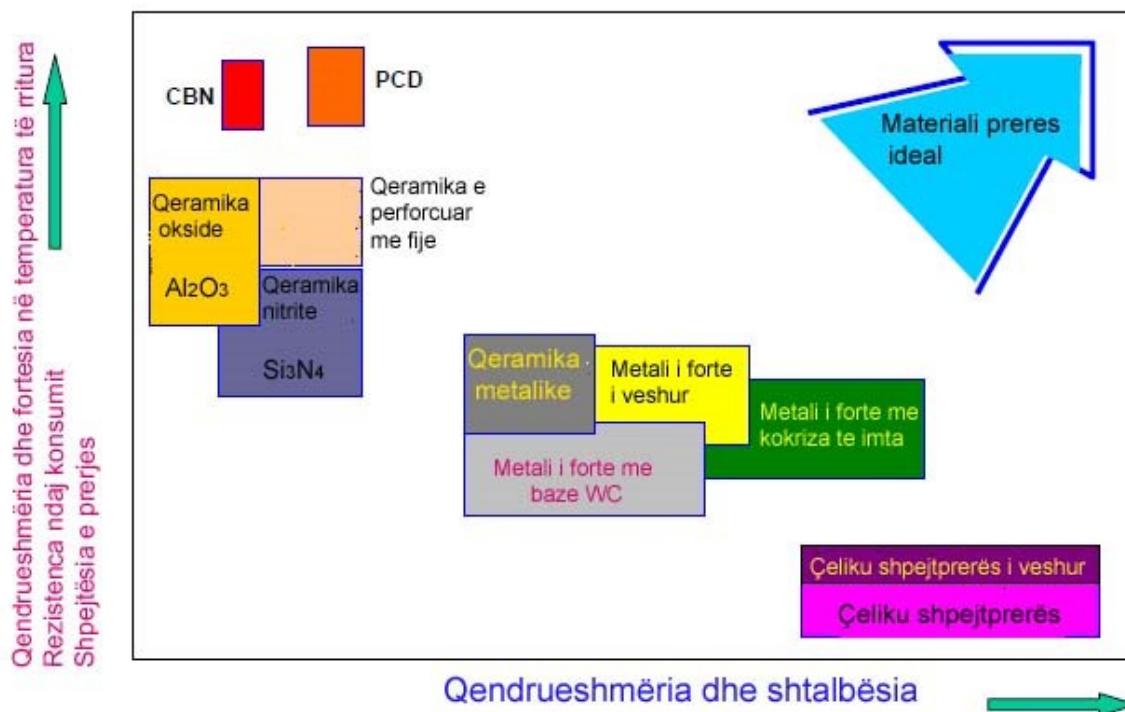 Qendrueshmëria dhe fortesia në temperatura të rritura
Rezistenca ndaj konsumit
Shpejtësia e prerjes
CBN
PCD
Materiali preres
ideal
Qeramika
okside
Al2O3
Qeramika e
perforcuar
me fije
Qeramika
nitrite
Si3N4
Qeramika
metalike
Metali i forte
i veshur
Metali i forte me
kokriza te imta
Metali i forte me
baze WC
Çeliku shpejtprerës i veshur
Çeliku shpejtprerës
Qendrueshmëria dhe shtalbësia